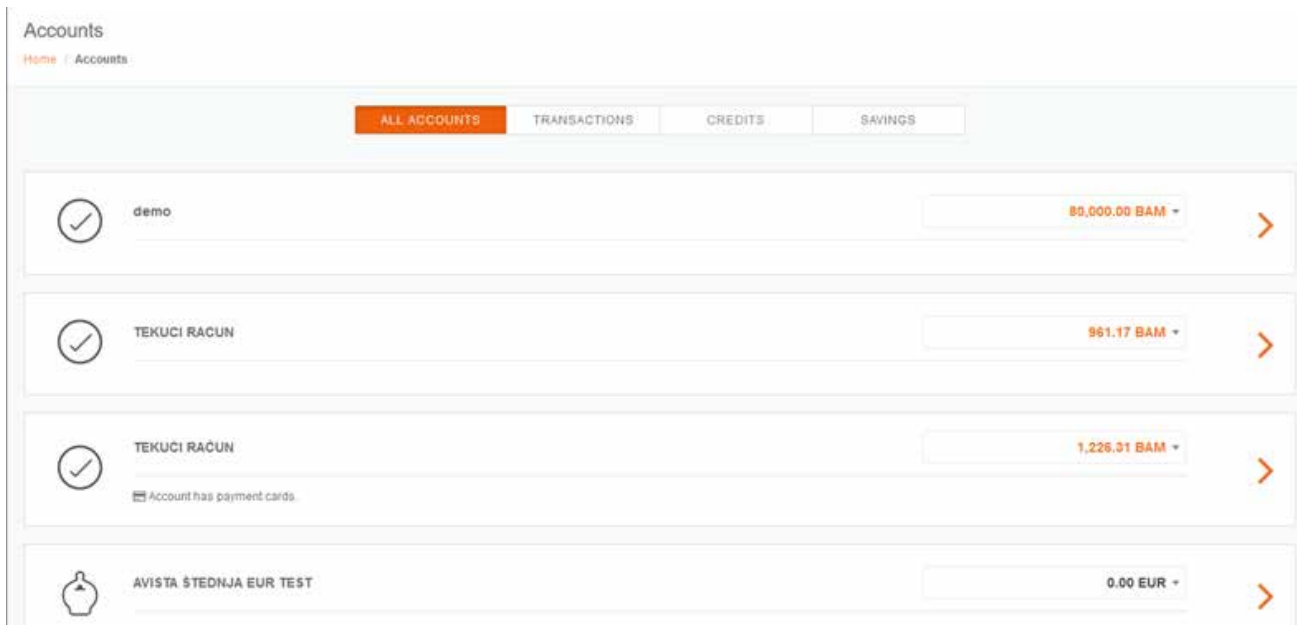 Accounts
Home / Accounts
ALL ACCOUNTS TRANSACTIONS CREDITS SAVINGS
demo 80,000.00 BAM
TEKUCI RACUN 961.17 BAM
TEKUCI RAČUN 1,226.31 BAM
Account has payment cards.
AVISTA ŠTEDNJA EUR TEST 0.00 EUR